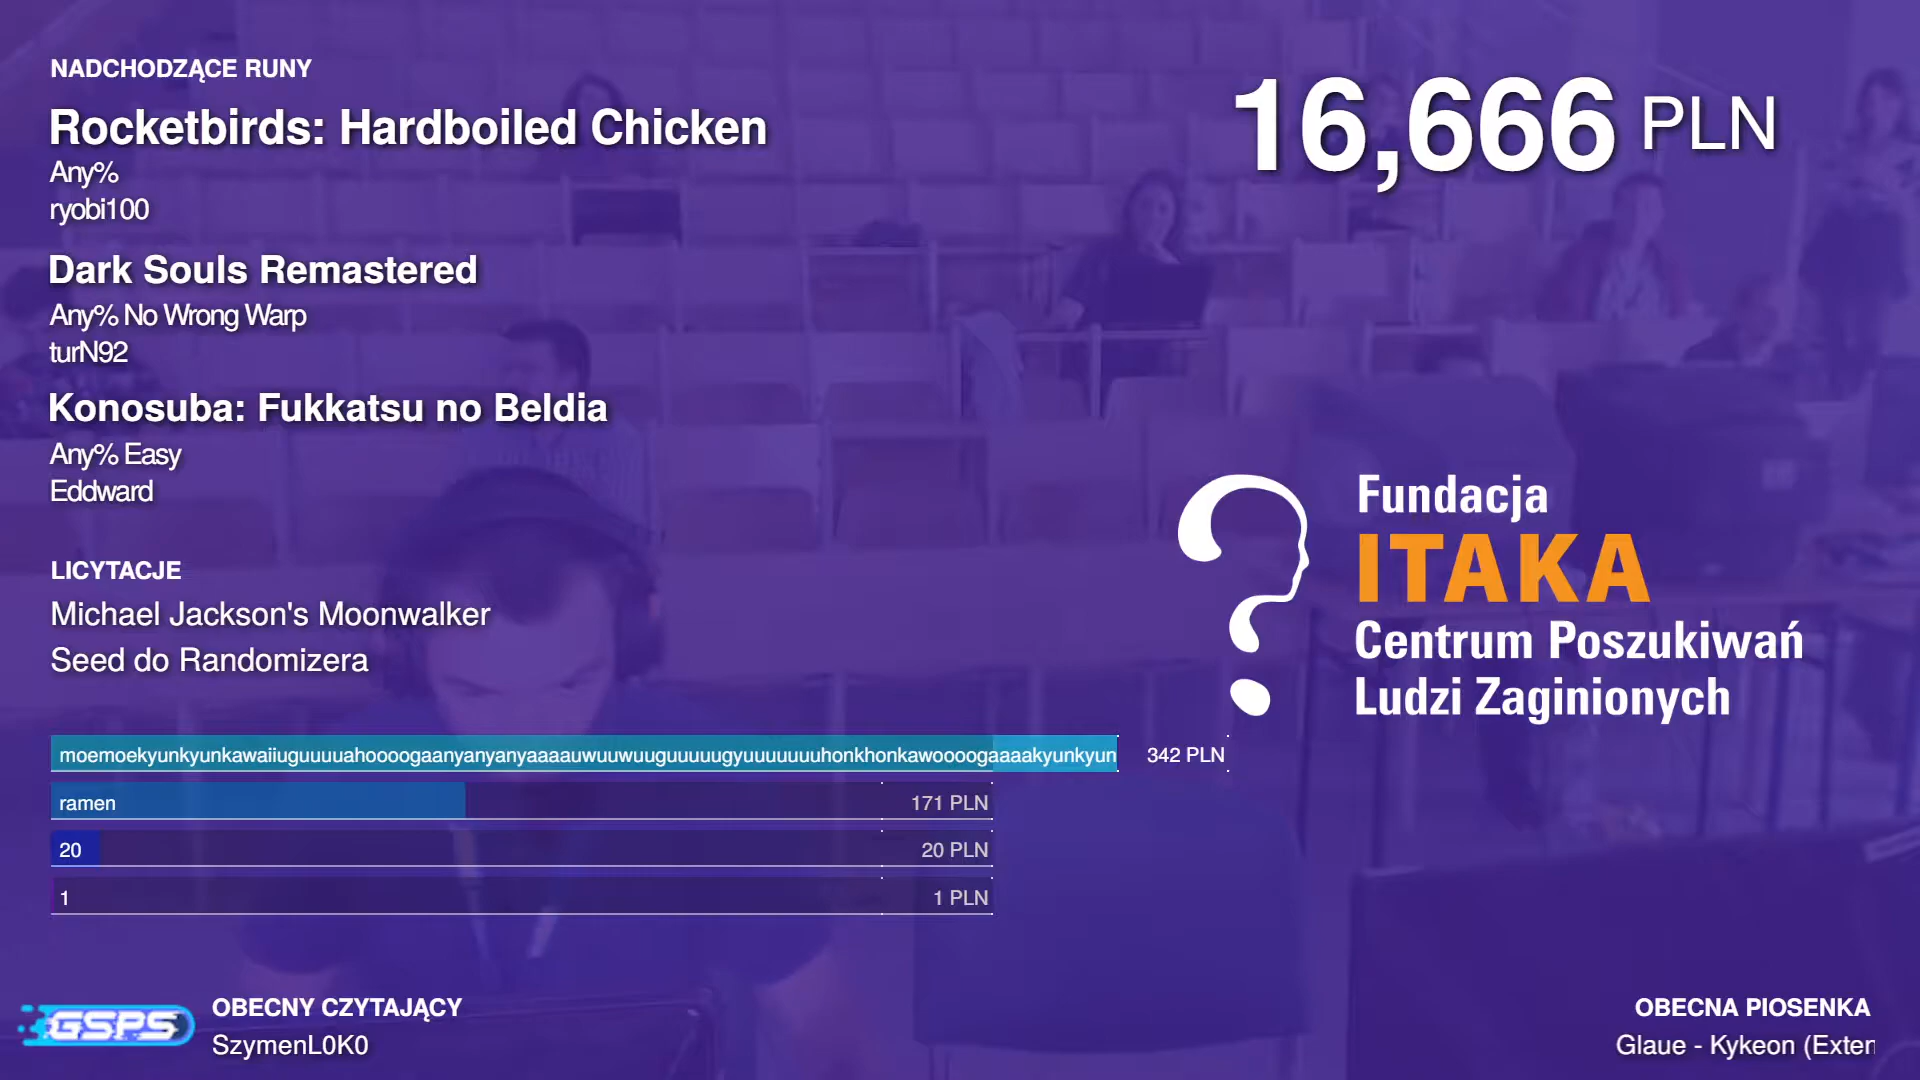 NADCHODZĄCE RUNY
Rocketbirds: Hardboiled Chicken
Any%
ryobi100
Dark Souls Remastered
Any% No Wrong Warp
turN92
Konosuba: Fukkatsu no Beldia
Any% Easy
Eddward
16,666 PLN
Fundacja
ITAKA
Centrum Poszukiwań
Ludzi Zaginionych
LICYTACJE
Michael Jackson's Moonwalker
Seed do Randomizera
moemoekyunkyunkawaiiuguuuuahoooogaanyanyanyaaaauwuuwuuguuuuugyuuuuuuuhonkhonkawoooogaaaakyunkyun 342 PLN
ramen 171 PLN
20 20 PLN
1 1 PLN
GSPS
OBECNY CZYTAJĄCY
SzymenL0K0
OBECNA PIOSENKA
Glaue - Kykeon (Exten